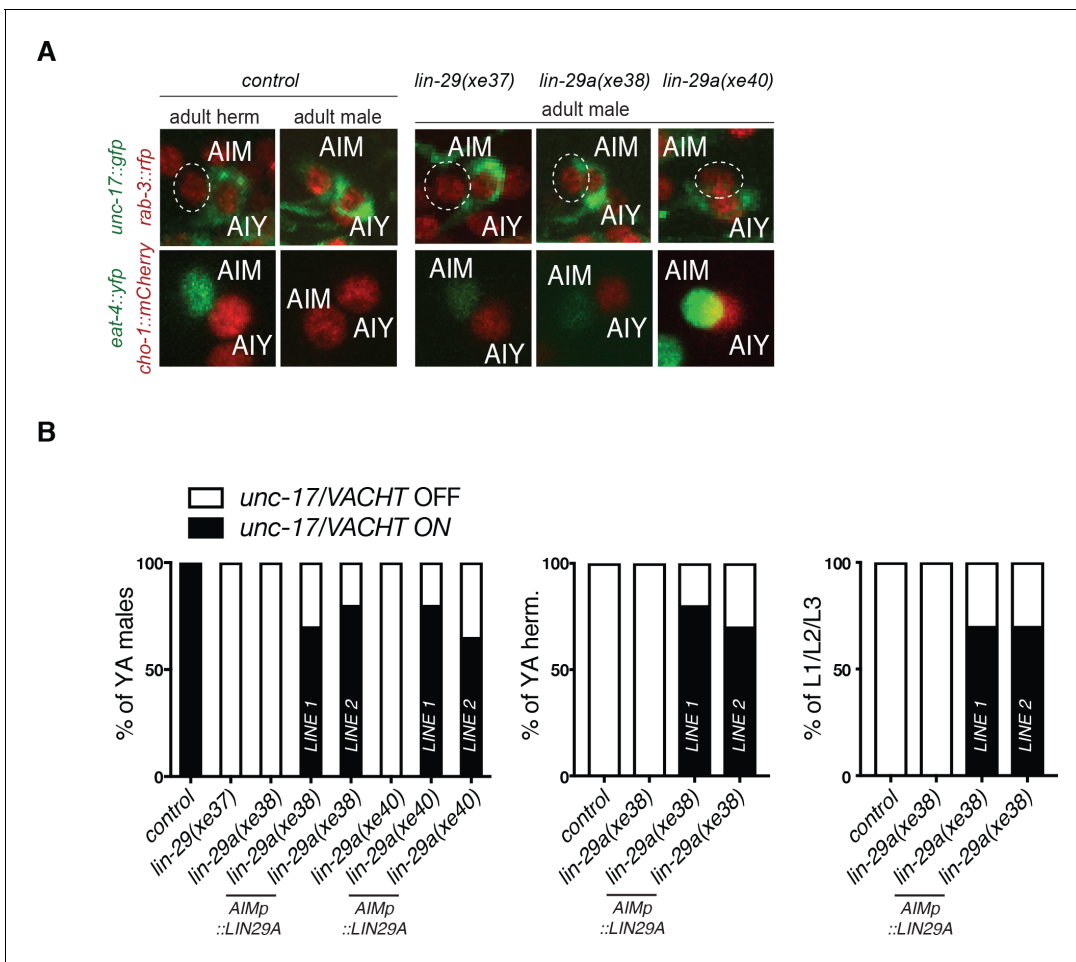 A
control
lin-29(xe37)
lin-29a(xe38)
lin-29a(xe40)
adult herm
adult male
adult male
unc-17::gfp
rab-3::rfp
AIM
AIY
AIM
AIY
AIM
AIY
AIM
AIY
AIM
AIY
eat-4::yfp
cho-1::mCherry
AIM
AIY
AIM
AIY
AIM
AIY
AIM
AIY
AIM
AIY
B
unc-17/VACHT OFF
unc-17/VACHT ON
% of YA males
100
50
0
LINE 1
LINE 2
LINE 1
LINE 2
control
lin-29(xe37)
lin-29a(xe38)
lin-29a(xe38)
lin-29a(xe38)
lin-29a(xe40)
lin-29a(xe40)
lin-29a(xe40)
AIMp
::LIN29A
AIMp
::LIN29A
% of YA herm.
100
50
0
LINE 1
LINE 2
control
lin-29a(xe38)
lin-29a(xe38)
lin-29a(xe38)
AIMp
::LIN29A
% of L1/L2/L3
100
50
0
LINE 1
LINE 2
control
lin-29a(xe38)
lin-29a(xe38)
lin-29a(xe38)
AIMp
::LIN29A